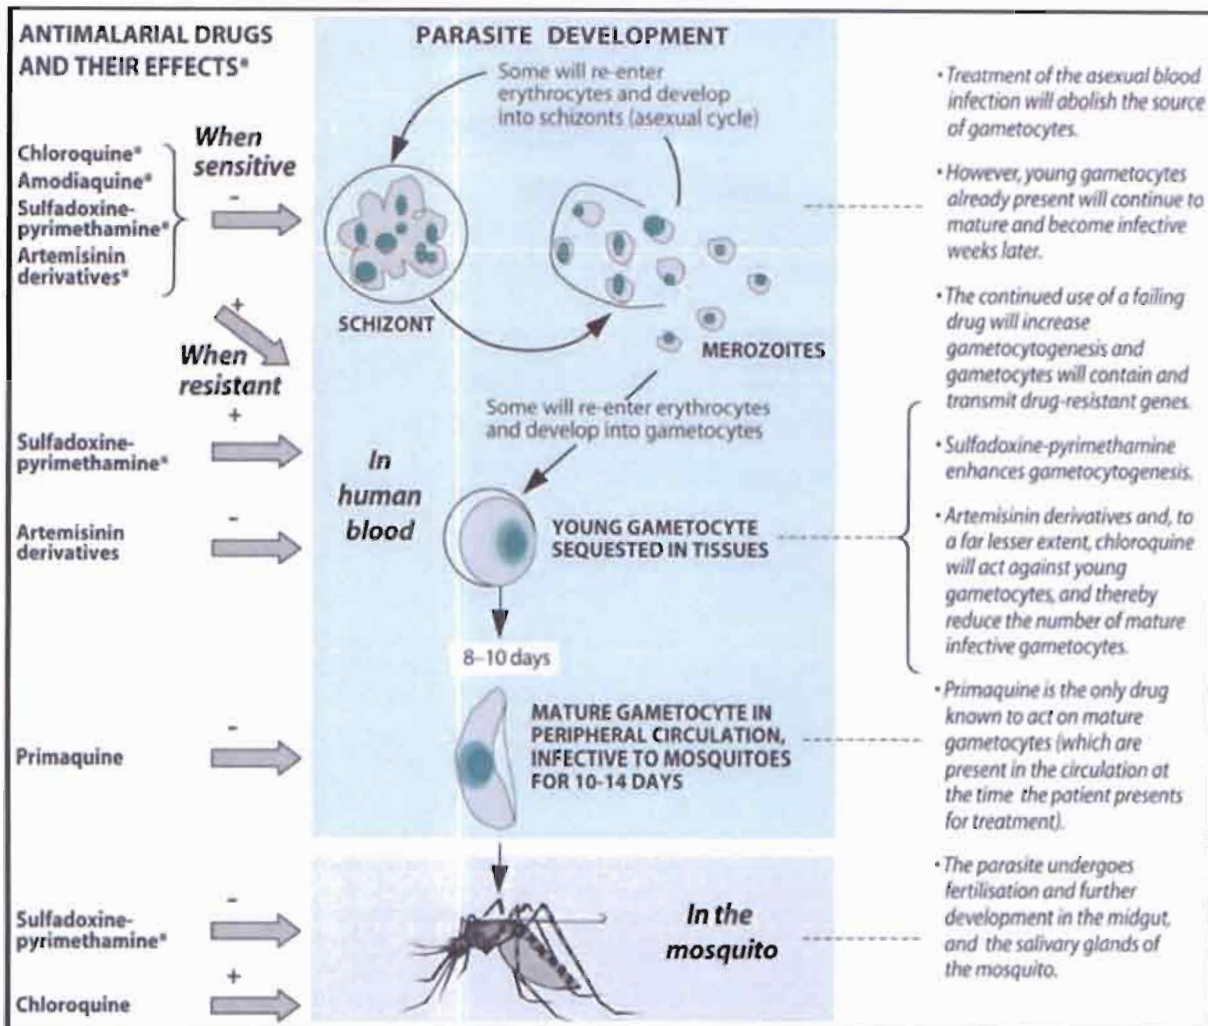 ANTIMALARIAL DRUGS
AND THEIR EFFECTS*
PARASITE DEVELOPMENT
Some will re-enter
erythrocytes and develop
into schizonts (asexual cycle)
When
sensitive
Chloroquine*
Amodiaquine*
Sulfadoxine-
pyrimethamine*
Artemisinin
derivatives*
-
SCHIZONT
MEROZOITES
+
When
resistant
Some will re-enter erythrocytes
and develop into gametocytes
Sulfadoxine-
pyrimethamine*
+
In
human
blood
Artemisinin
derivatives
-
YOUNG GAMETOCYTE
SEQUESTED IN TISSUES
8–10 days
Primaquine
-
MATURE GAMETOCYTE IN
PERIPHERAL CIRCULATION,
INFECTIVE TO MOSQUITOES
FOR 10-14 DAYS
Sulfadoxine-
pyrimethamine*
-
In the
mosquito
Chloroquine
+
• Treatment of the asexual blood
infection will abolish the source
of gametocytes.
• However, young gametocytes
already present will continue to
mature and become infective
weeks later.
• The continued use of a failing
drug will increase
gametocytogenesis and
gametocytes will contain and
transmit drug-resistant genes.
• Sulfadoxine-pyrimethamine
enhances gametocytogenesis.
• Artemisinin derivatives and, to
a far lesser extent, chloroquine
will act against young
gametocytes, and thereby
reduce the number of mature
infective gametocytes.
• Primaquine is the only drug
known to act on mature
gametocytes (which are
present in the circulation at
the time the patient presents
for treatment).
• The parasite undergoes
fertilisation and further
development in the midgut,
and the salivary glands of
the mosquito.